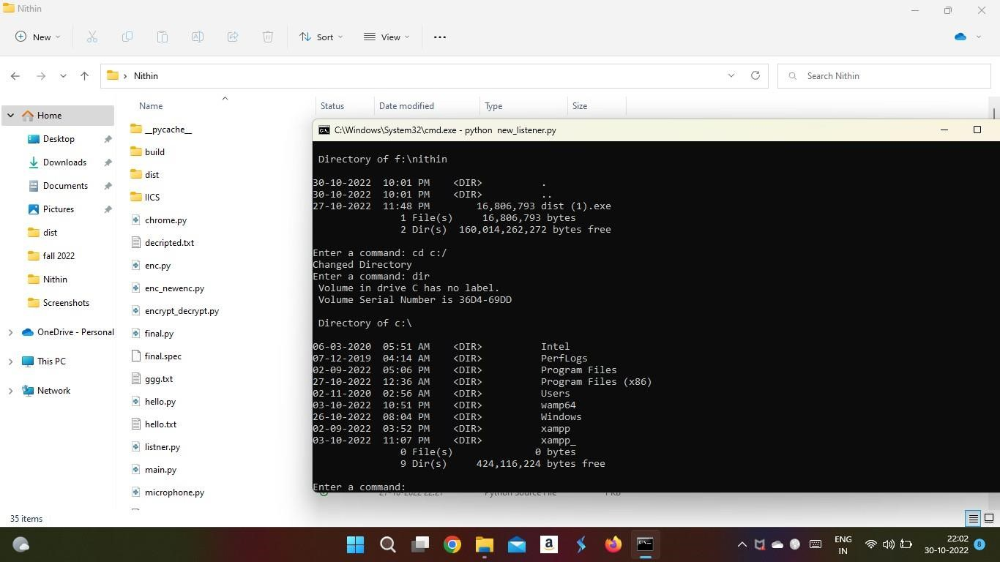 Nithin
New
Sort
View
Nithin
Search Nithin
Name
Status
Date modified
Type
Size
Home
Desktop
Downloads
Documents
Pictures
dist
fall 2022
Nithin
Screenshots
OneDrive - Personal
This PC
Network
__pycache__
build
dist
IICS
chrome.py
decripted.txt
enc.py
enc_newenc.py
encrypt_decrypt.py
final.py
final.spec
ggg.txt
hello.py
hello.txt
listner.py
main.py
microphone.py
C:\Windows\System32\cmd.exe - python  new_listener.py
Directory of f:\nithin
30-10-2022  10:01 PM    <DIR>          .
30-10-2022  10:01 PM    <DIR>          ..
27-10-2022  11:48 PM        16,806,793 dist (1).exe
1 File(s)     16,806,793 bytes
2 Dir(s)  160,014,262,272 bytes free
Enter a command: cd c:/
Changed Directory
Enter a command: dir
Volume in drive C has no label.
Volume Serial Number is 36D4-69DD
Directory of c:\
06-03-2020  05:51 AM    <DIR>          Intel
07-12-2019  04:14 AM    <DIR>          PerfLogs
02-09-2022  05:06 PM    <DIR>          Program Files
27-10-2022  12:36 AM    <DIR>          Program Files (x86)
02-11-2020  02:56 AM    <DIR>          Users
03-10-2022  10:51 PM    <DIR>          wamp64
26-10-2022  08:04 PM    <DIR>          Windows
02-09-2022  03:52 PM    <DIR>          xampp
03-10-2022  11:07 PM    <DIR>          xampp_
0 File(s)              0 bytes
9 Dir(s)     424,116,224 bytes free
Enter a command:
27-10-2022 22:27 Python Source File 1 KB
35 items
ENG
IN
22:02
30-10-2022
8